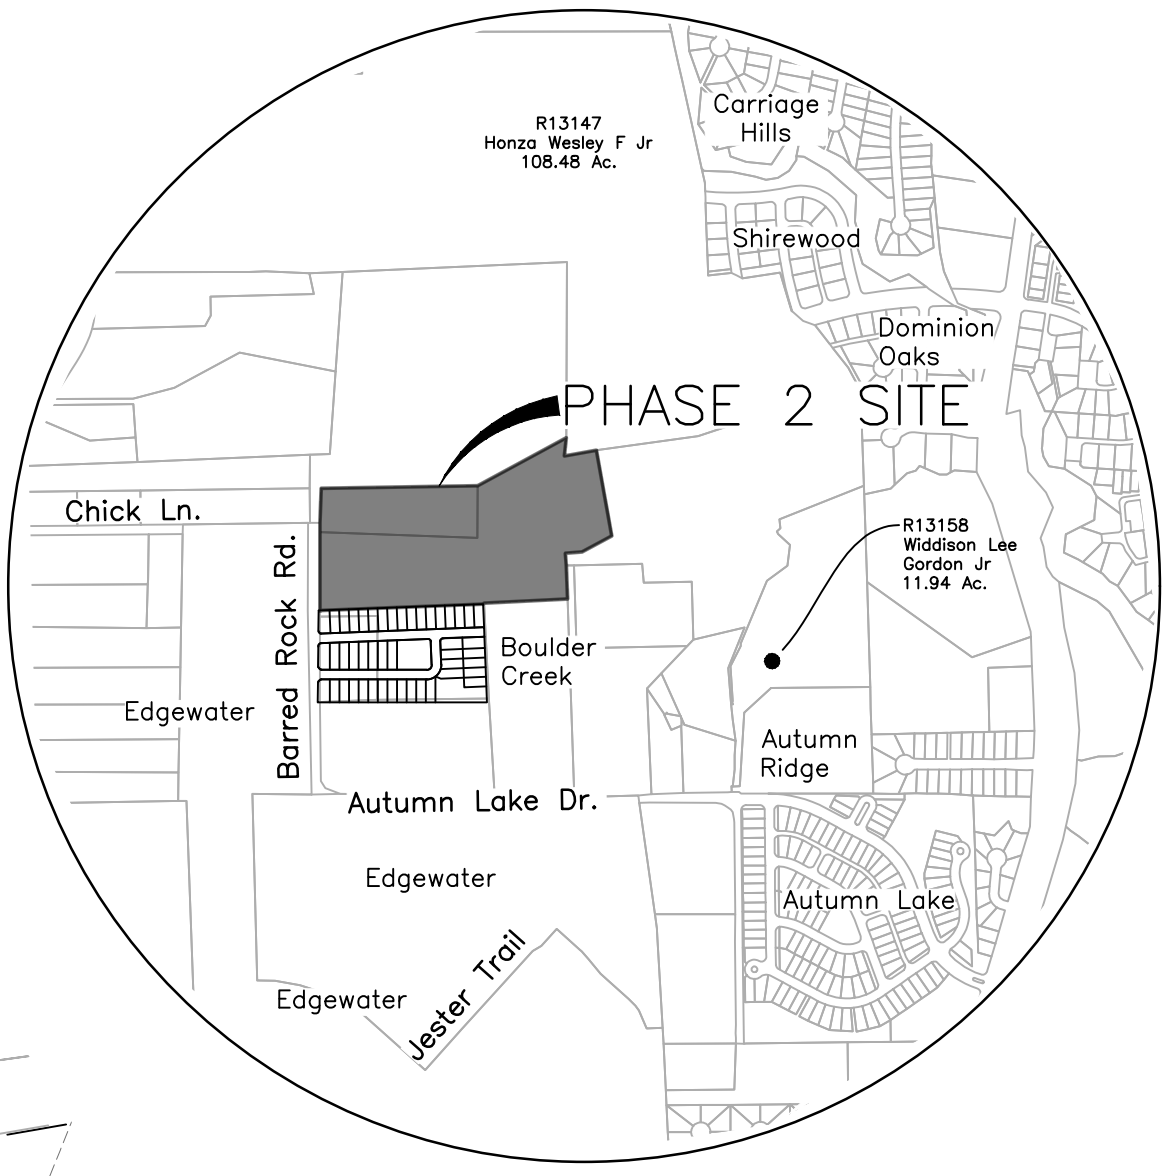 R13147
Honza Wesley F Jr
108.48 Ac.
Carriage
Hills
Shirewood
Dominion
Oaks
PHASE 2 SITE
Chick Ln.
R13158
Widdison Lee
Gordon Jr
11.94 Ac.
Barred Rock Rd.
Boulder
Creek
Edgewater
Autumn
Ridge
Autumn Lake Dr.
Edgewater
Autumn Lake
Jester Trail
Edgewater